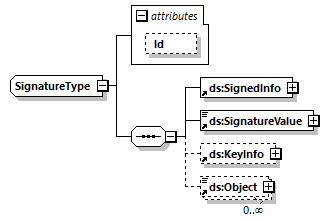 attributes
Id
SignatureType
ds:SignedInfo
ds:SignatureValue
ds:KeyInfo
ds:Object
0..∞